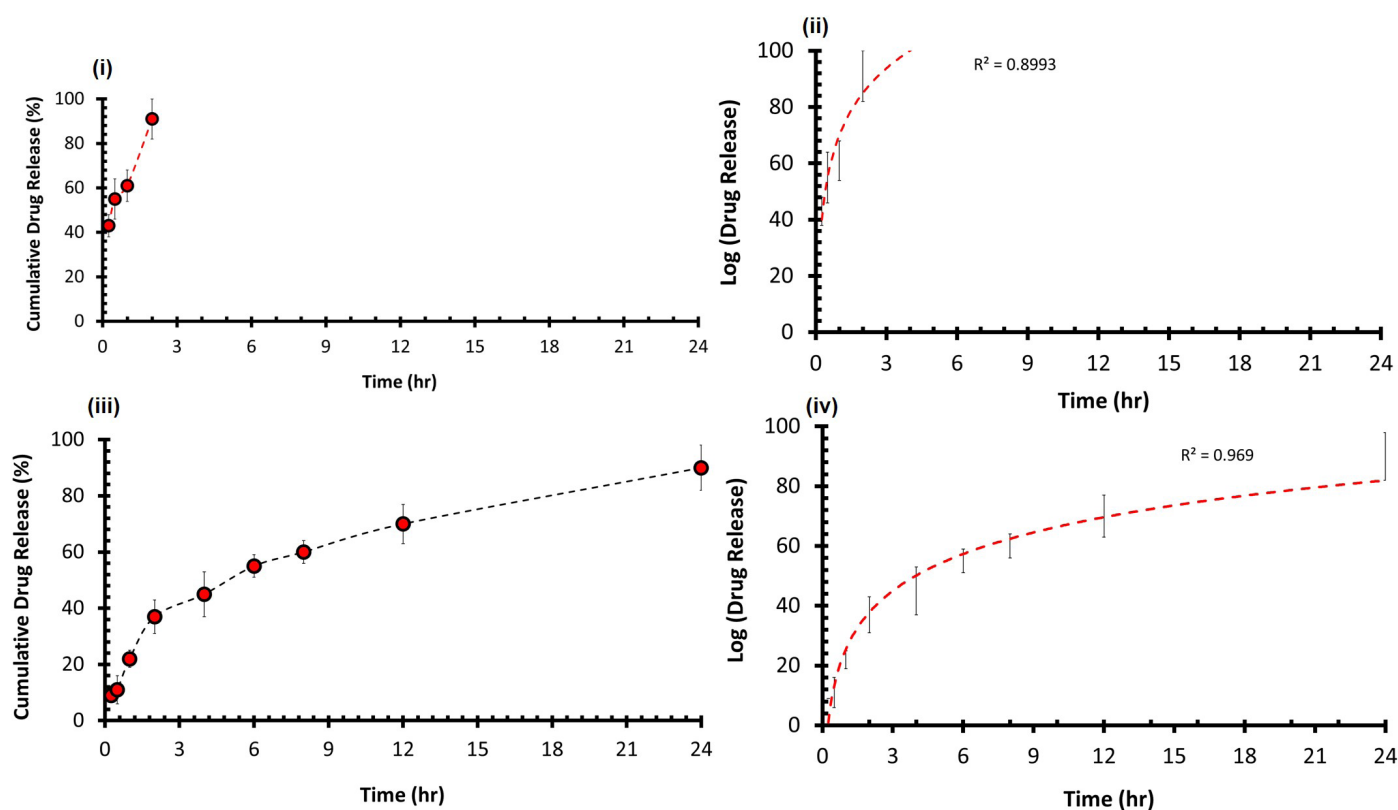 (i)
Cumulative Drug Release (%)
100
80
60
40
20
0
0 3 6 9 12 15 18 21 24
Time (hr)
(ii)
Log (Drug Release)
100
80
60
40
20
0
R² = 0.8993
0 3 6 9 12 15 18 21 24
Time (hr)
(iii)
Cumulative Drug Release (%)
100
80
60
40
20
0
0 3 6 9 12 15 18 21 24
Time (hr)
(iv)
Log (Drug Release)
100
80
60
40
20
0
R² = 0.969
0 3 6 9 12 15 18 21 24
Time (hr)